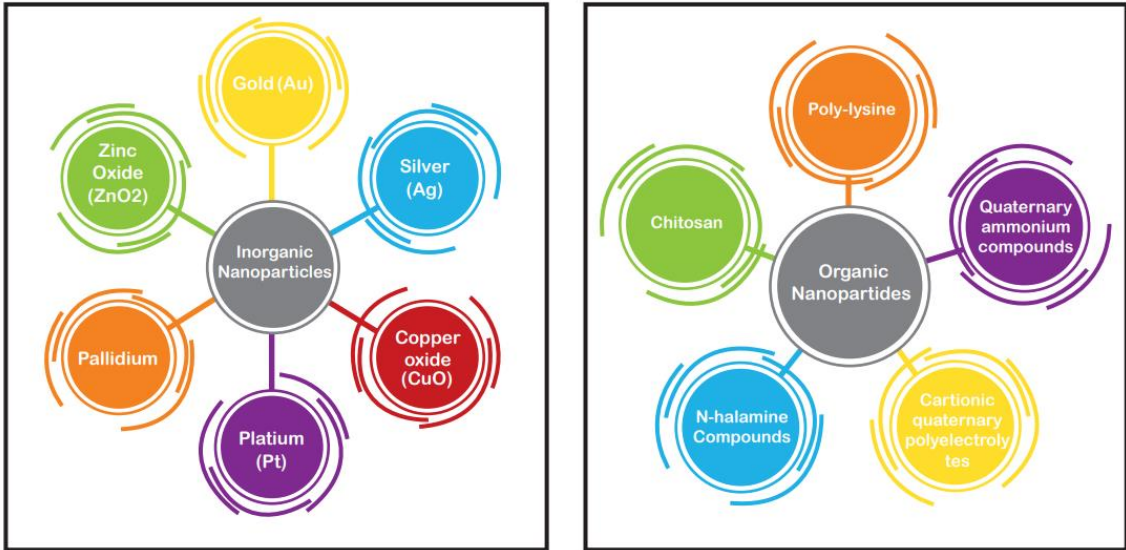 Gold (Au)
Zinc
Oxide
(ZnO2)
Silver
(Ag)
Inorganic
Nanoparticles
Pallidium
Copper
oxide
(CuO)
Platium
(Pt)
Poly-lysine
Chitosan
Quaternary
ammonium
compounds
Organic
Nanopartides
N-halamine
Compounds
Cartionic
quaternary
polyelectroly
tes